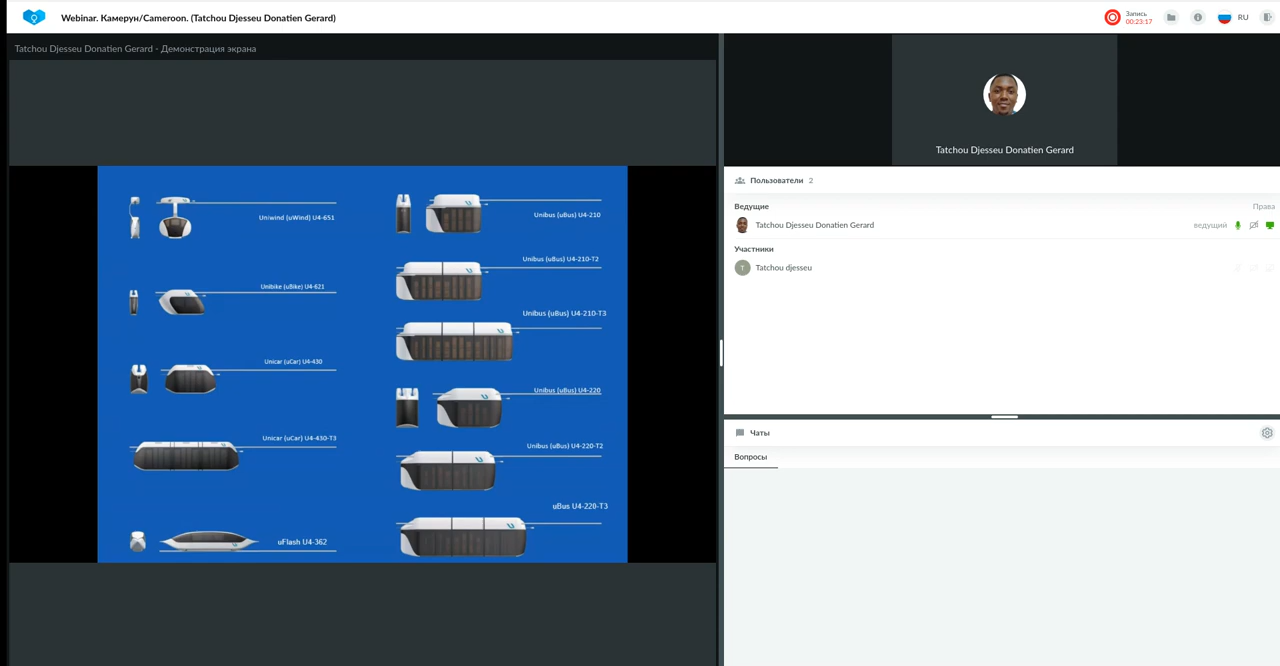 Webinar. Камерун/Cameroon. (Tatchou Djesseu Donatien Gerard)
Запись
00:23:17
RU
Tatchou Djesseu Donatien Gerard - Демонстрация экрана
Uniwind (uWind) U4-651
Unibike (uBike) U4-621
Unicar (uCar) U4-430
Unicar (uCar) U4-430-T3
uFlash U4-362
Unibus (uBus) U4-210
Unibus (uBus) U4-210-T2
Unibus (uBus) U4-210-T3
Unibus (uBus) U4-220
Unibus (uBus) U4-220-T2
uBus U4-220-T3
Tatchou Djesseu Donatien Gerard
Пользователи 2
Ведущие Права
Tatchou Djesseu Donatien Gerard ведущий
Участники
T Tatchou djesseu
Чаты
Вопросы